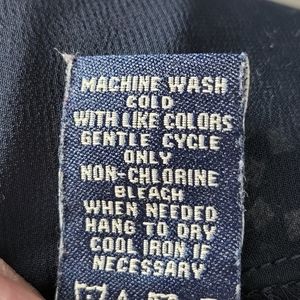 MACHINE WASH
COLD
WITH LIKE COLORS
GENTLE CYCLE
ONLY
NON-CHLORINE
BLEACH
WHEN NEEDED
HANG TO DRY
COOL IRON IF
NECESSARY